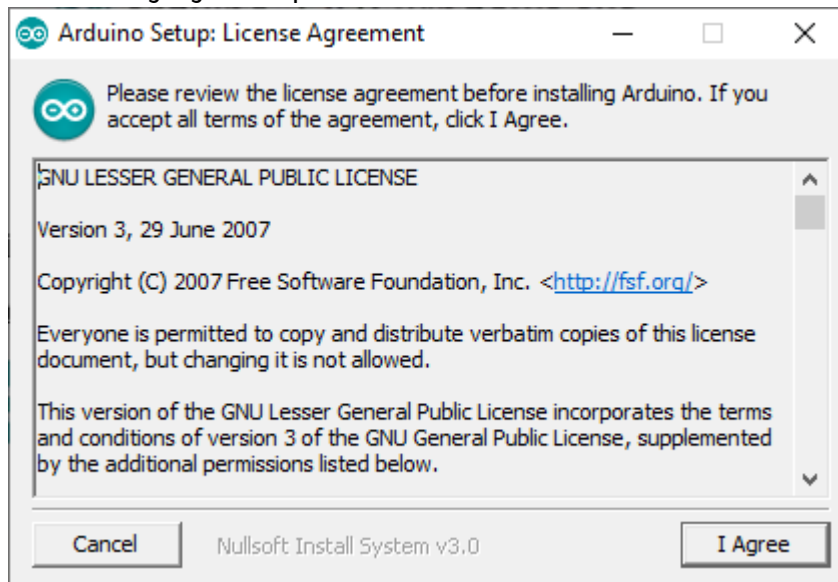 Arduino Setup: License Agreement
Please review the license agreement before installing Arduino. If you
accept all terms of the agreement, click I Agree.
GNU LESSER GENERAL PUBLIC LICENSE
Version 3, 29 June 2007
Copyright (C) 2007 Free Software Foundation, Inc. <http://fsf.org/>
Everyone is permitted to copy and distribute verbatim copies of this license
document, but changing it is not allowed.
This version of the GNU Lesser General Public License incorporates the terms
and conditions of version 3 of the GNU General Public License, supplemented
by the additional permissions listed below.
Cancel
Nullsoft Install System v3.0
I Agree